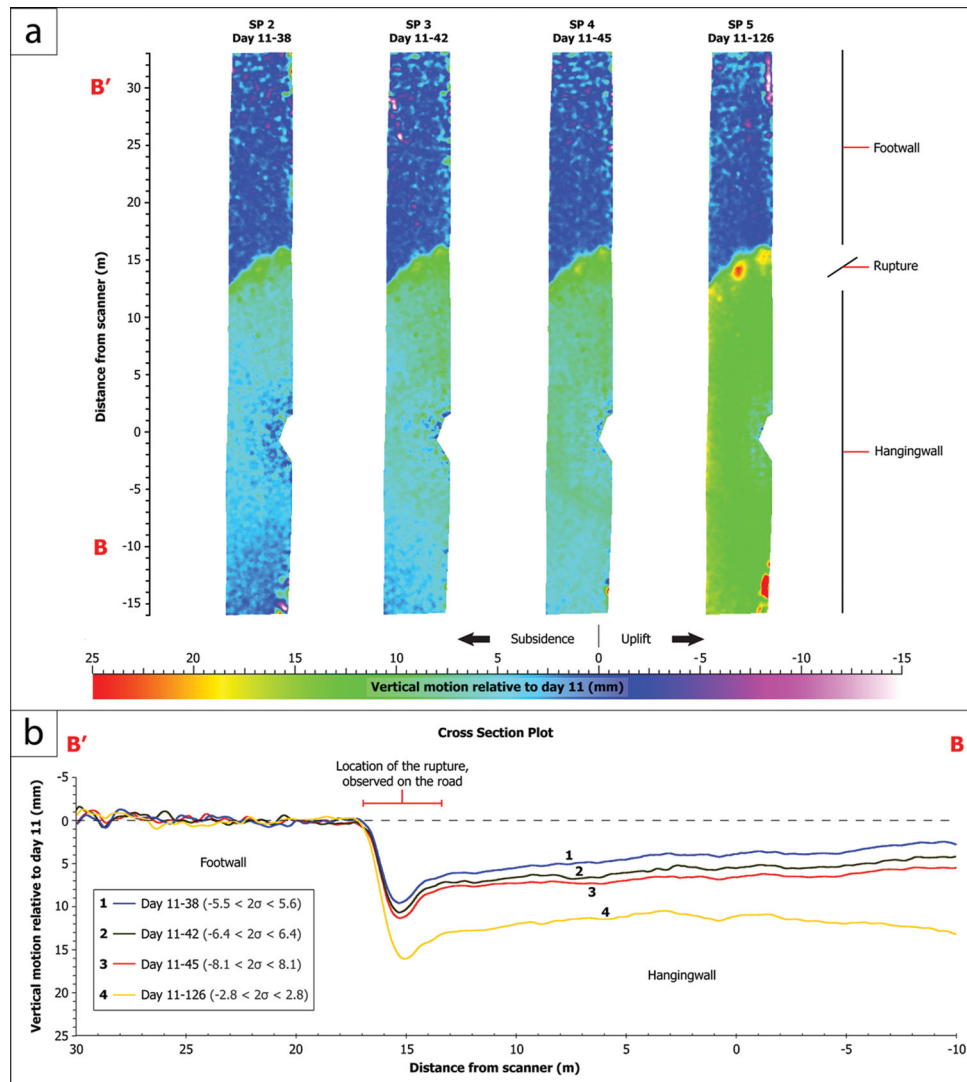 a
SP 2
Day 11-38
SP 3
Day 11-42
SP 4
Day 11-45
SP 5
Day 11-126
B'
B
Distance from scanner (m)
30
25
20
15
10
5
0
-5
-10
-15
Footwall
Rupture
Hangingwall
Subsidence
Uplift
25 20 15 10 5 0 -5 -10 -15
Vertical motion relative to day 11 (mm)
b
B'
Cross Section Plot
B
Location of the rupture,
observed on the road
Vertical motion relative to day 11 (mm)
-5
0
5
10
15
20
25
Footwall
1
2
3
4
Hangingwall
1 Day 11-38 (-5.5 < 2σ < 5.6)
2 Day 11-42 (-6.4 < 2σ < 6.4)
3 Day 11-45 (-8.1 < 2σ < 8.1)
4 Day 11-126 (-2.8 < 2σ < 2.8)
30 25 20 15 10 5 0 -5 -10
Distance from scanner (m)